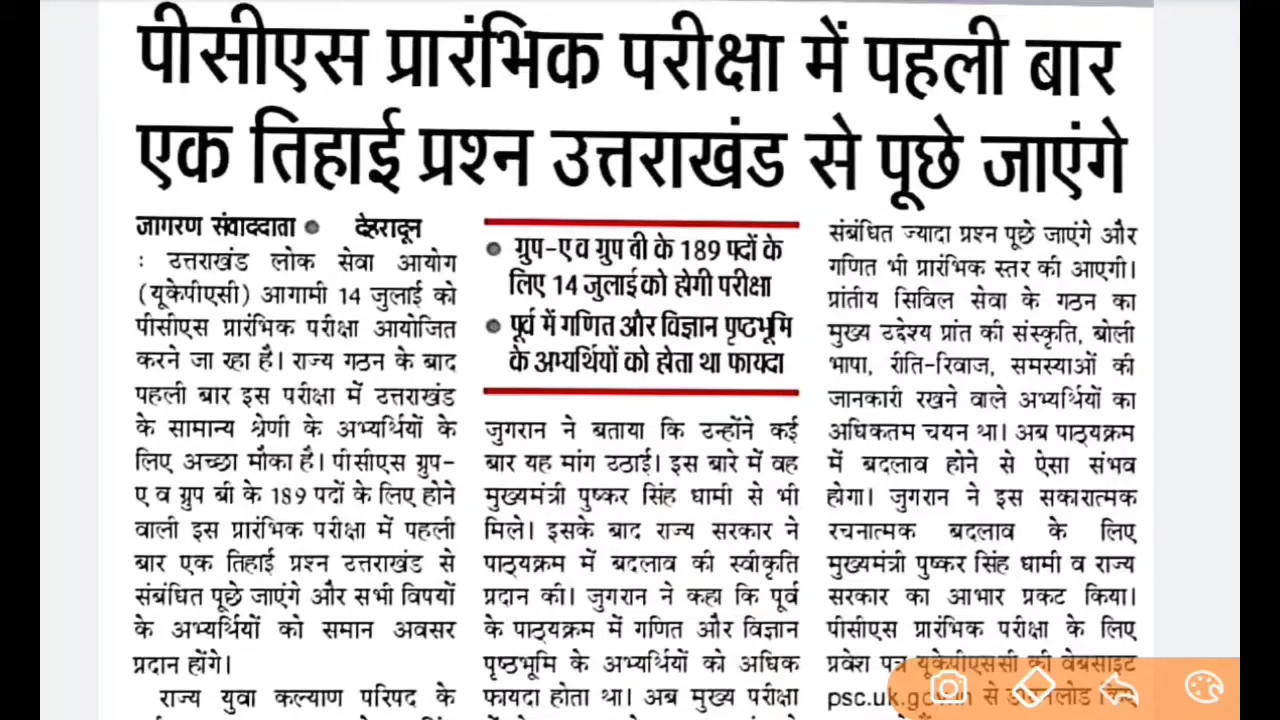 पीसीएस प्रारंभिक परीक्षा में पहली बार
एक तिहाई प्रश्न उत्तराखंड से पूछे जाएंगे
जागरण संवाददाता ● देहरादून
: उत्तराखंड लोक सेवा आयोग
(यूकेपीएससी) आगामी 14 जुलाई को
पीसीएस प्रारंभिक परीक्षा आयोजित
करने जा रहा है। राज्य गठन के बाद
पहली बार इस परीक्षा में उत्तराखंड
के सामान्य श्रेणी के अभ्यर्थियों के
लिए अच्छा मौका है। पीसीएस ग्रुप-
ए व ग्रुप बी के 189 पदों के लिए होने
वाली इस प्रारंभिक परीक्षा में पहली
बार एक तिहाई प्रश्न उत्तराखंड से
संबंधित पूछे जाएंगे और सभी विषयों
के अभ्यर्थियों को समाने अवसर
प्रदान होंगे।
राज्य युवा कल्याण परिषद के
● ग्रुप-ए व ग्रुप बी के 189 पदों के
लिए 14 जुलाई को होगी परीक्षा
● पूर्व में गणित और विज्ञान पृष्ठभूमि
के अभ्यर्थियों को होता था फायदा
जुगरान ने बताया कि उन्होंने कई
बार यह मांग उठाई। इस बारे में वह
मुख्यमंत्री पुष्कर सिंह धामी से भी
मिले। इसके बाद राज्य सरकार ने
पाठ्यक्रम में बदलाव की स्वीकृति
प्रदान की। जुगरान ने कहा कि पूर्व
के पाठ्यक्रम में गणित और विज्ञान
पृष्ठभूमि के अभ्यर्थियों को अधिक
फायदा होता था। अब मुख्य परीक्षा
संबंधित ज्यादा प्रश्न पूछे जाएंगे और
गणित भी प्रारंभिक स्तर की आएगी।
प्रांतीय सिविल सेवा के गठन का
मुख्य उद्देश्य प्रांत की संस्कृति, बोली
भाषा, रीति-रिवाज, समस्याओं की
जानकारी रखने वाले अभ्यर्थियों का
अधिकतम चयन था। अब पाठ्यक्रम
में बदलाव होने से ऐसा संभव
होगा। जुगरान ने इस सकारात्मक
रचनात्मक बदलाव के लिए
मुख्यमंत्री पुष्कर सिंह धामी व राज्य
सरकार का आभार प्रकट किया।
पीसीएस प्रारंभिक परीक्षा के लिए
प्रवेश पत्र यूकेपीएससी की वेबसाइट
से